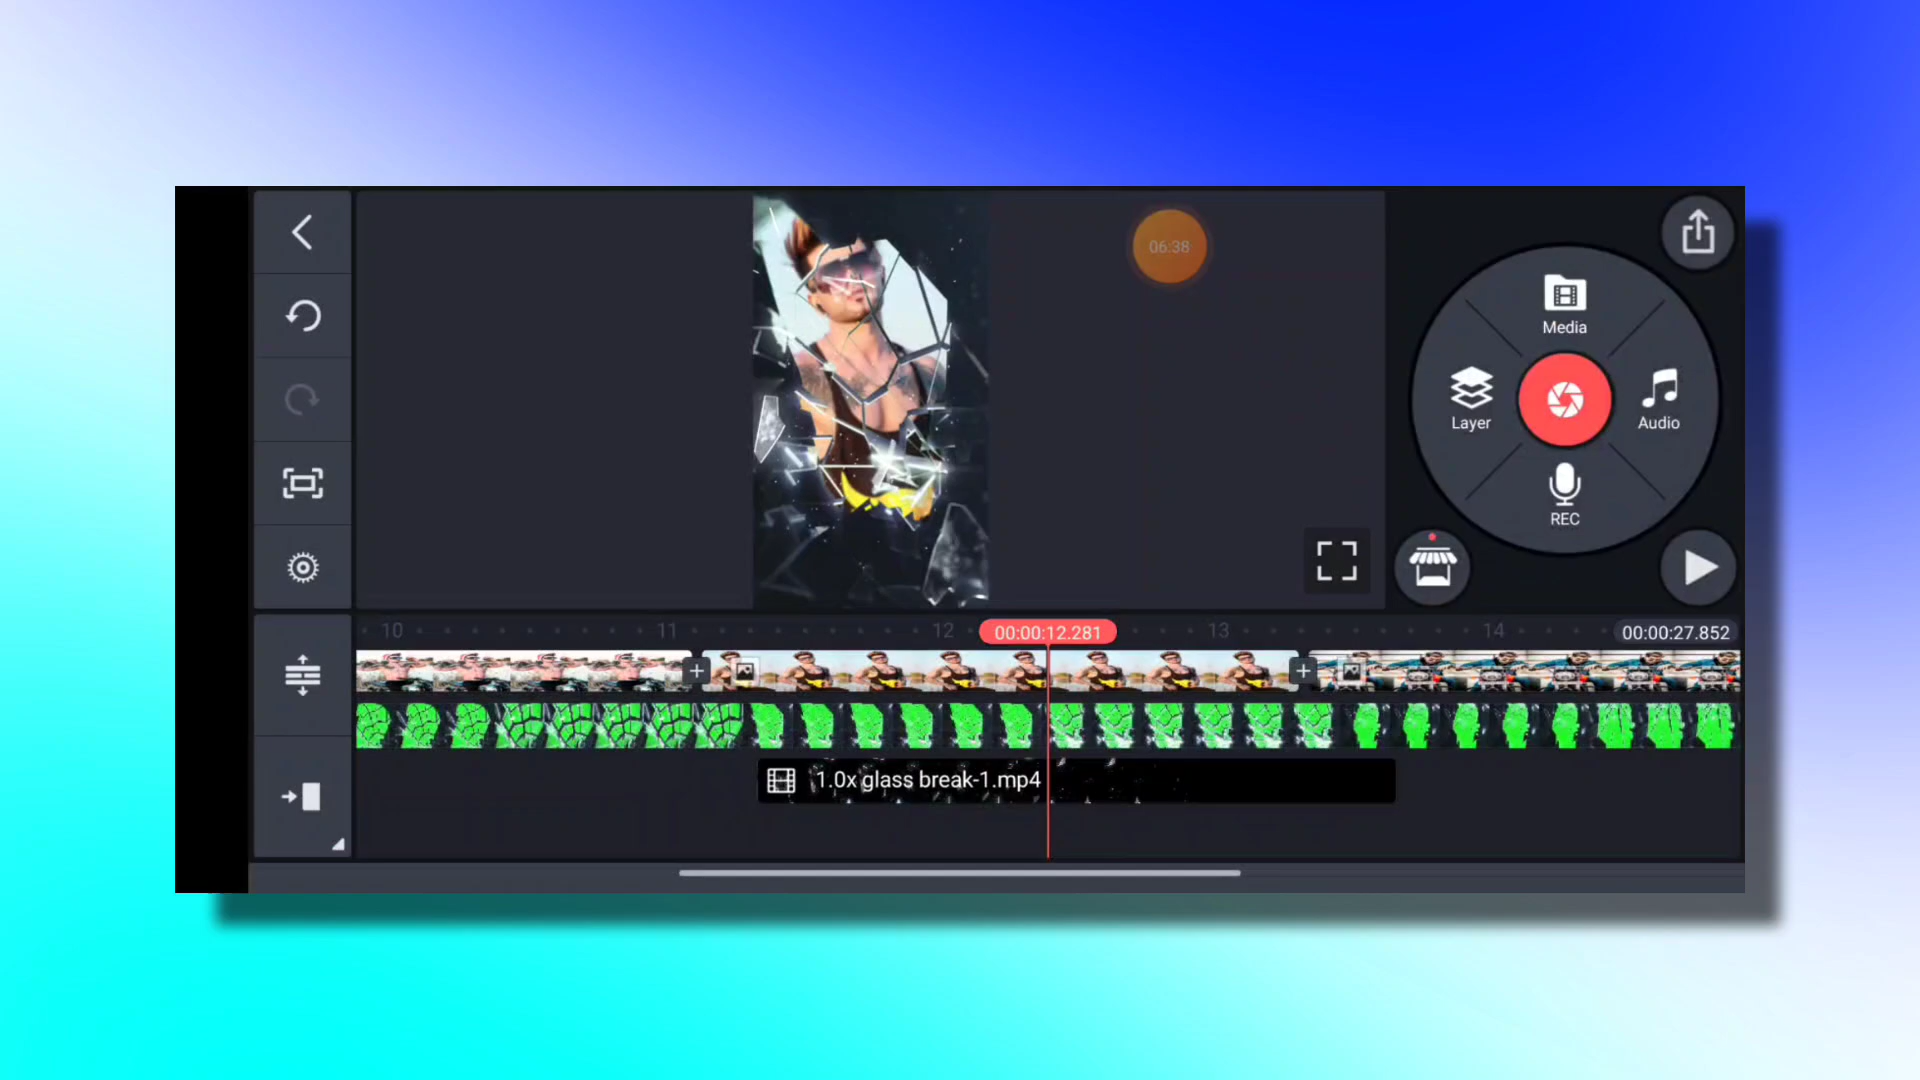 06:38
Media
Layer
Audio
REC
10
11
12
00:00:12.281
13
14
00:00:27.852
1.0x glass break-1.mp4